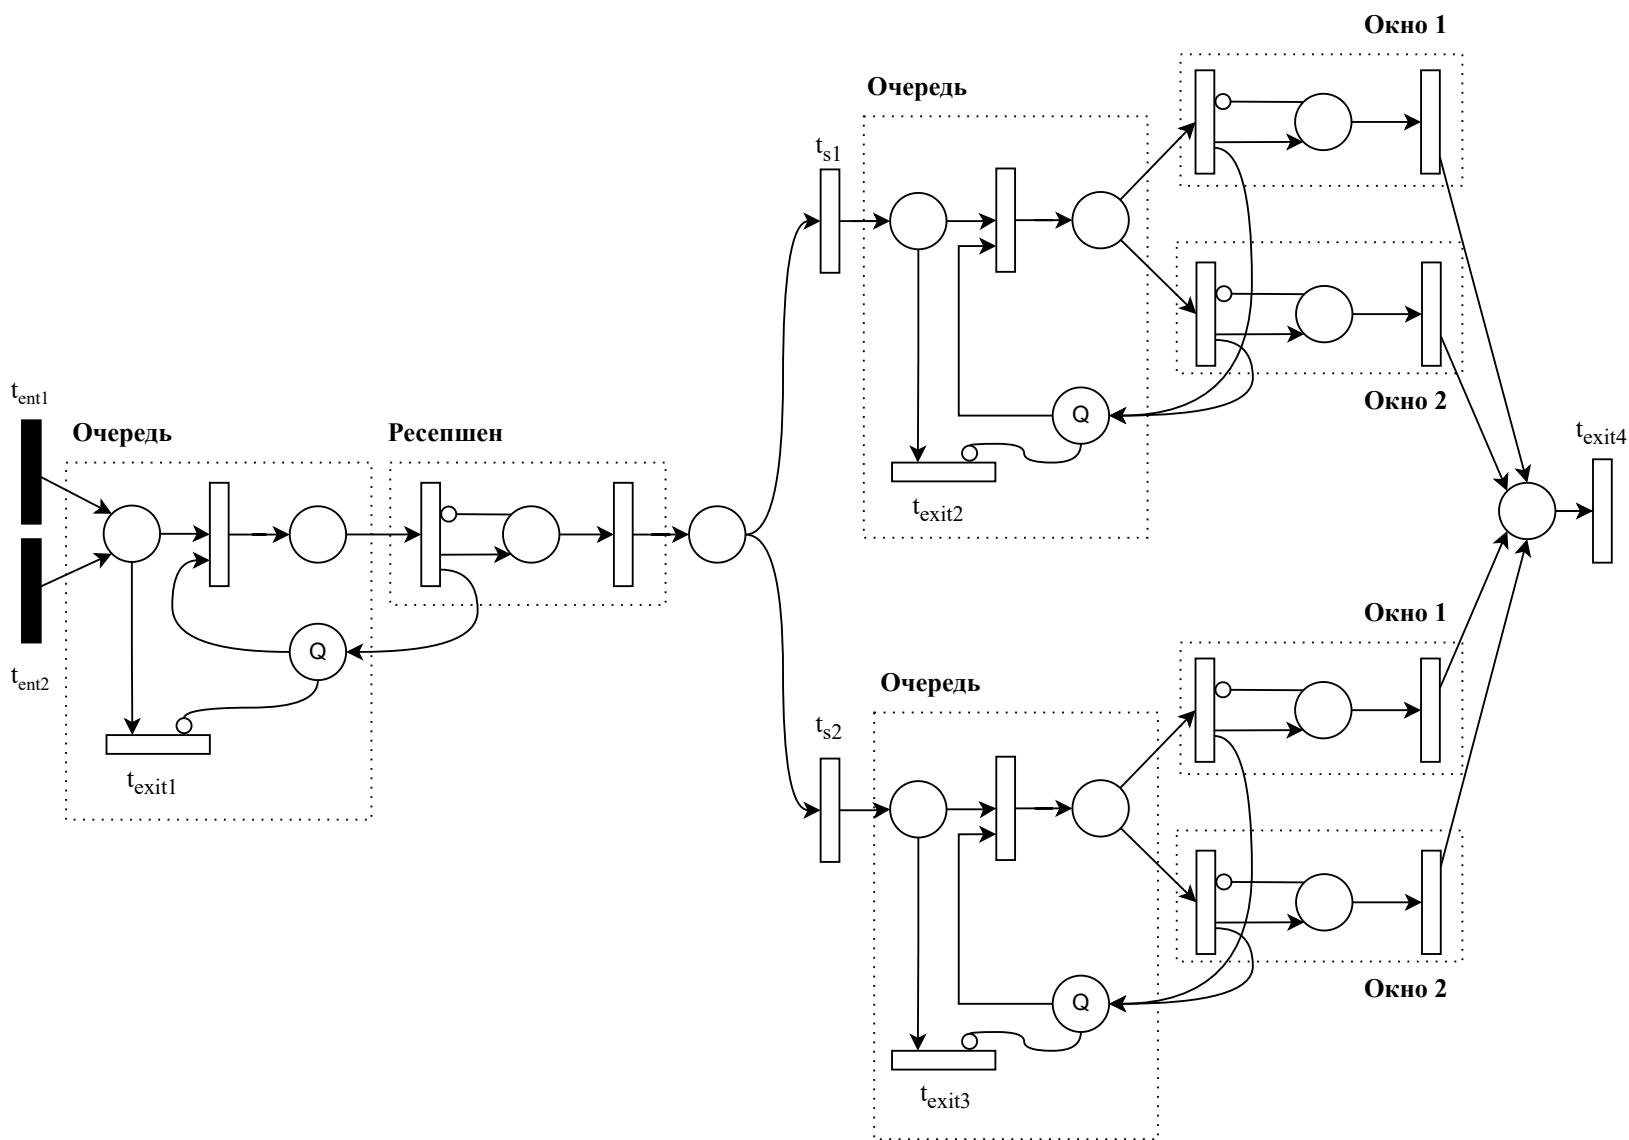 Окно 1
Очередь
t_s1
Окно 2
Q
t_exit2
t_ent1
Очередь
Ресепшен
t_exit4
Q
t_ent2
t_exit1
Окно 1
Очередь
t_s2
Q
Окно 2
t_exit3